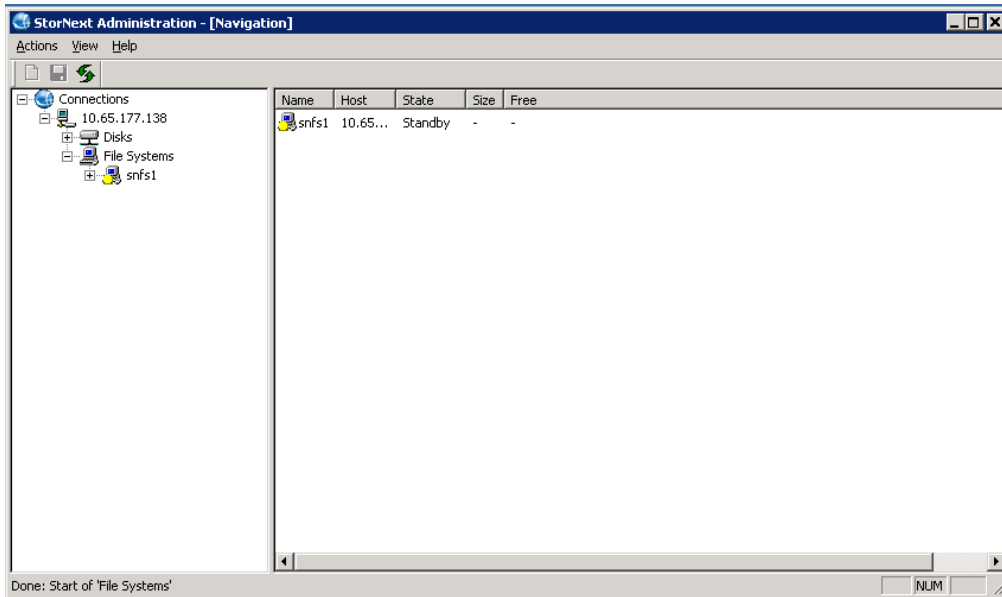 StorNext Administration - [Navigation]
Actions View Help
Connections
10.65.177.138
Disks
File Systems
snfs1
Name Host State Size Free
snfs1 10.65... Standby - -
Done: Start of 'File Systems'
NUM